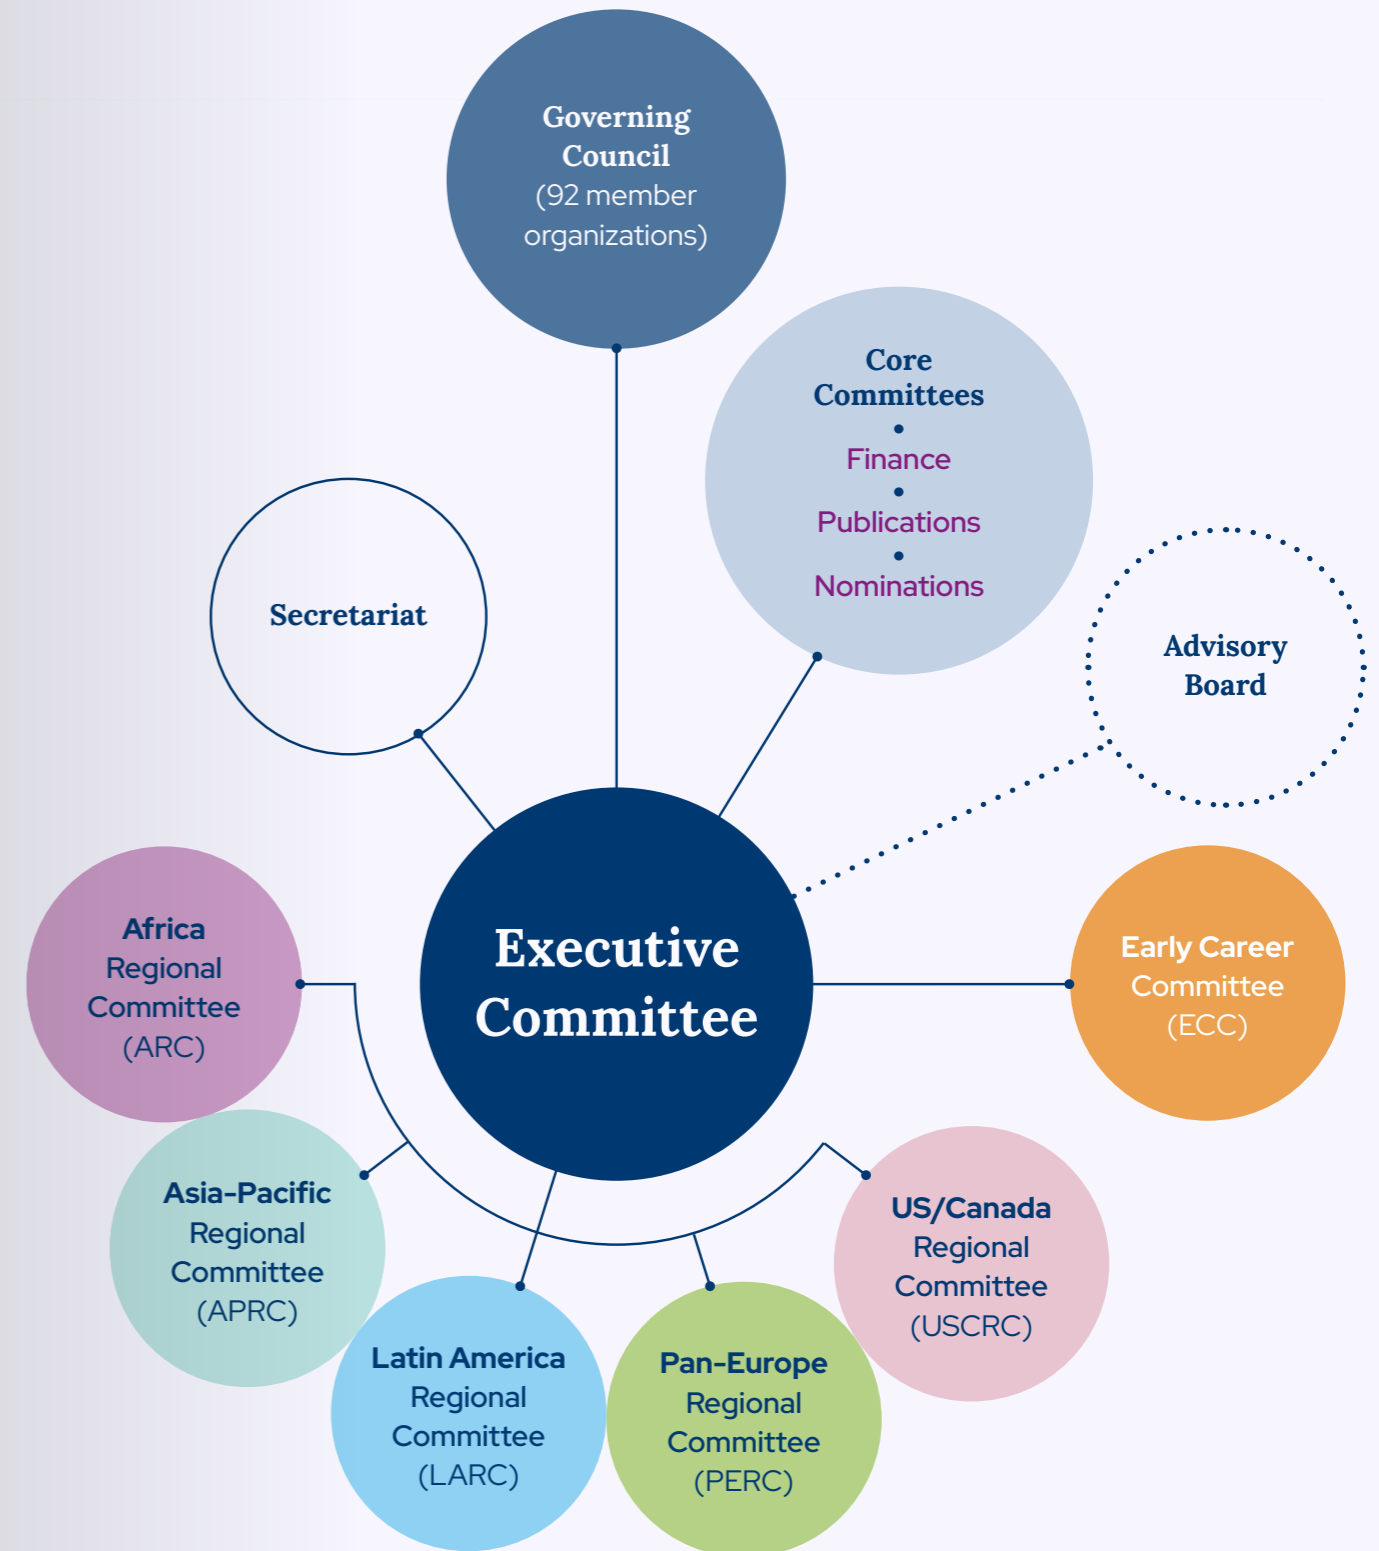 Governing
Council
(92 member
organizations)
Core
Committees
•
Finance
•
Publications
•
Nominations
Secretariat
Advisory
Board
Executive
Committee
Africa
Regional
Committee
(ARC)
Early Career
Committee
(ECC)
Asia-Pacific
Regional
Committee
(APRC)
Latin America
Regional
Committee
(LARC)
Pan-Europe
Regional
Committee
(PERC)
US/Canada
Regional
Committee
(USCRC)